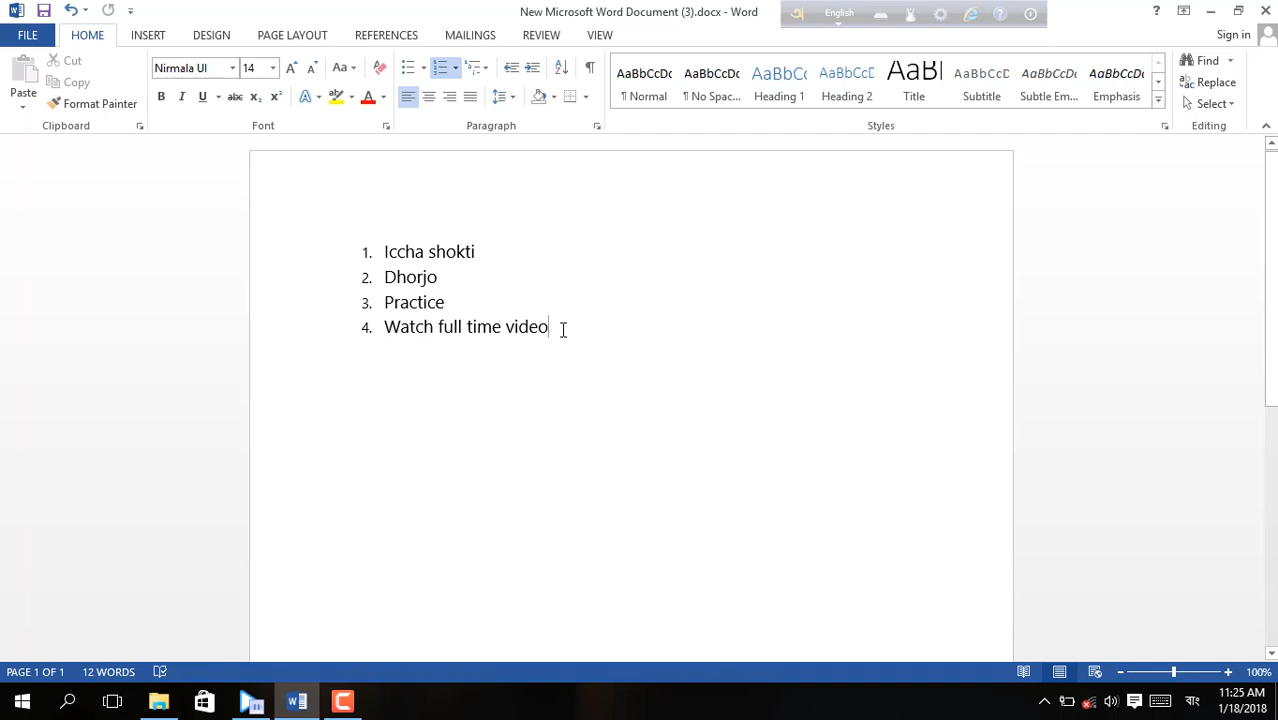 New Microsoft Word Document (3).docx - Word
English
FILE HOME INSERT DESIGN PAGE LAYOUT REFERENCES MAILINGS REVIEW VIEW Sign in
Paste Cut Copy Format Painter
Nirmala UI 14
AaBbCcDc AaBbCcDc AaBbCc AaBbCcD AaBl AaBbCcD AaBbCcDc AaBbCcDc
¶ Normal ¶ No Spac... Heading 1 Heading 2 Title Subtitle Subtle Em... Emphasis
Find
Replace
Select
Clipboard Font Paragraph Styles Editing
1. Iccha shokti
2. Dhorjo
3. Practice
4. Watch full time video
PAGE 1 OF 1 12 WORDS 100%
বাং 11:25 AM
1/18/2018